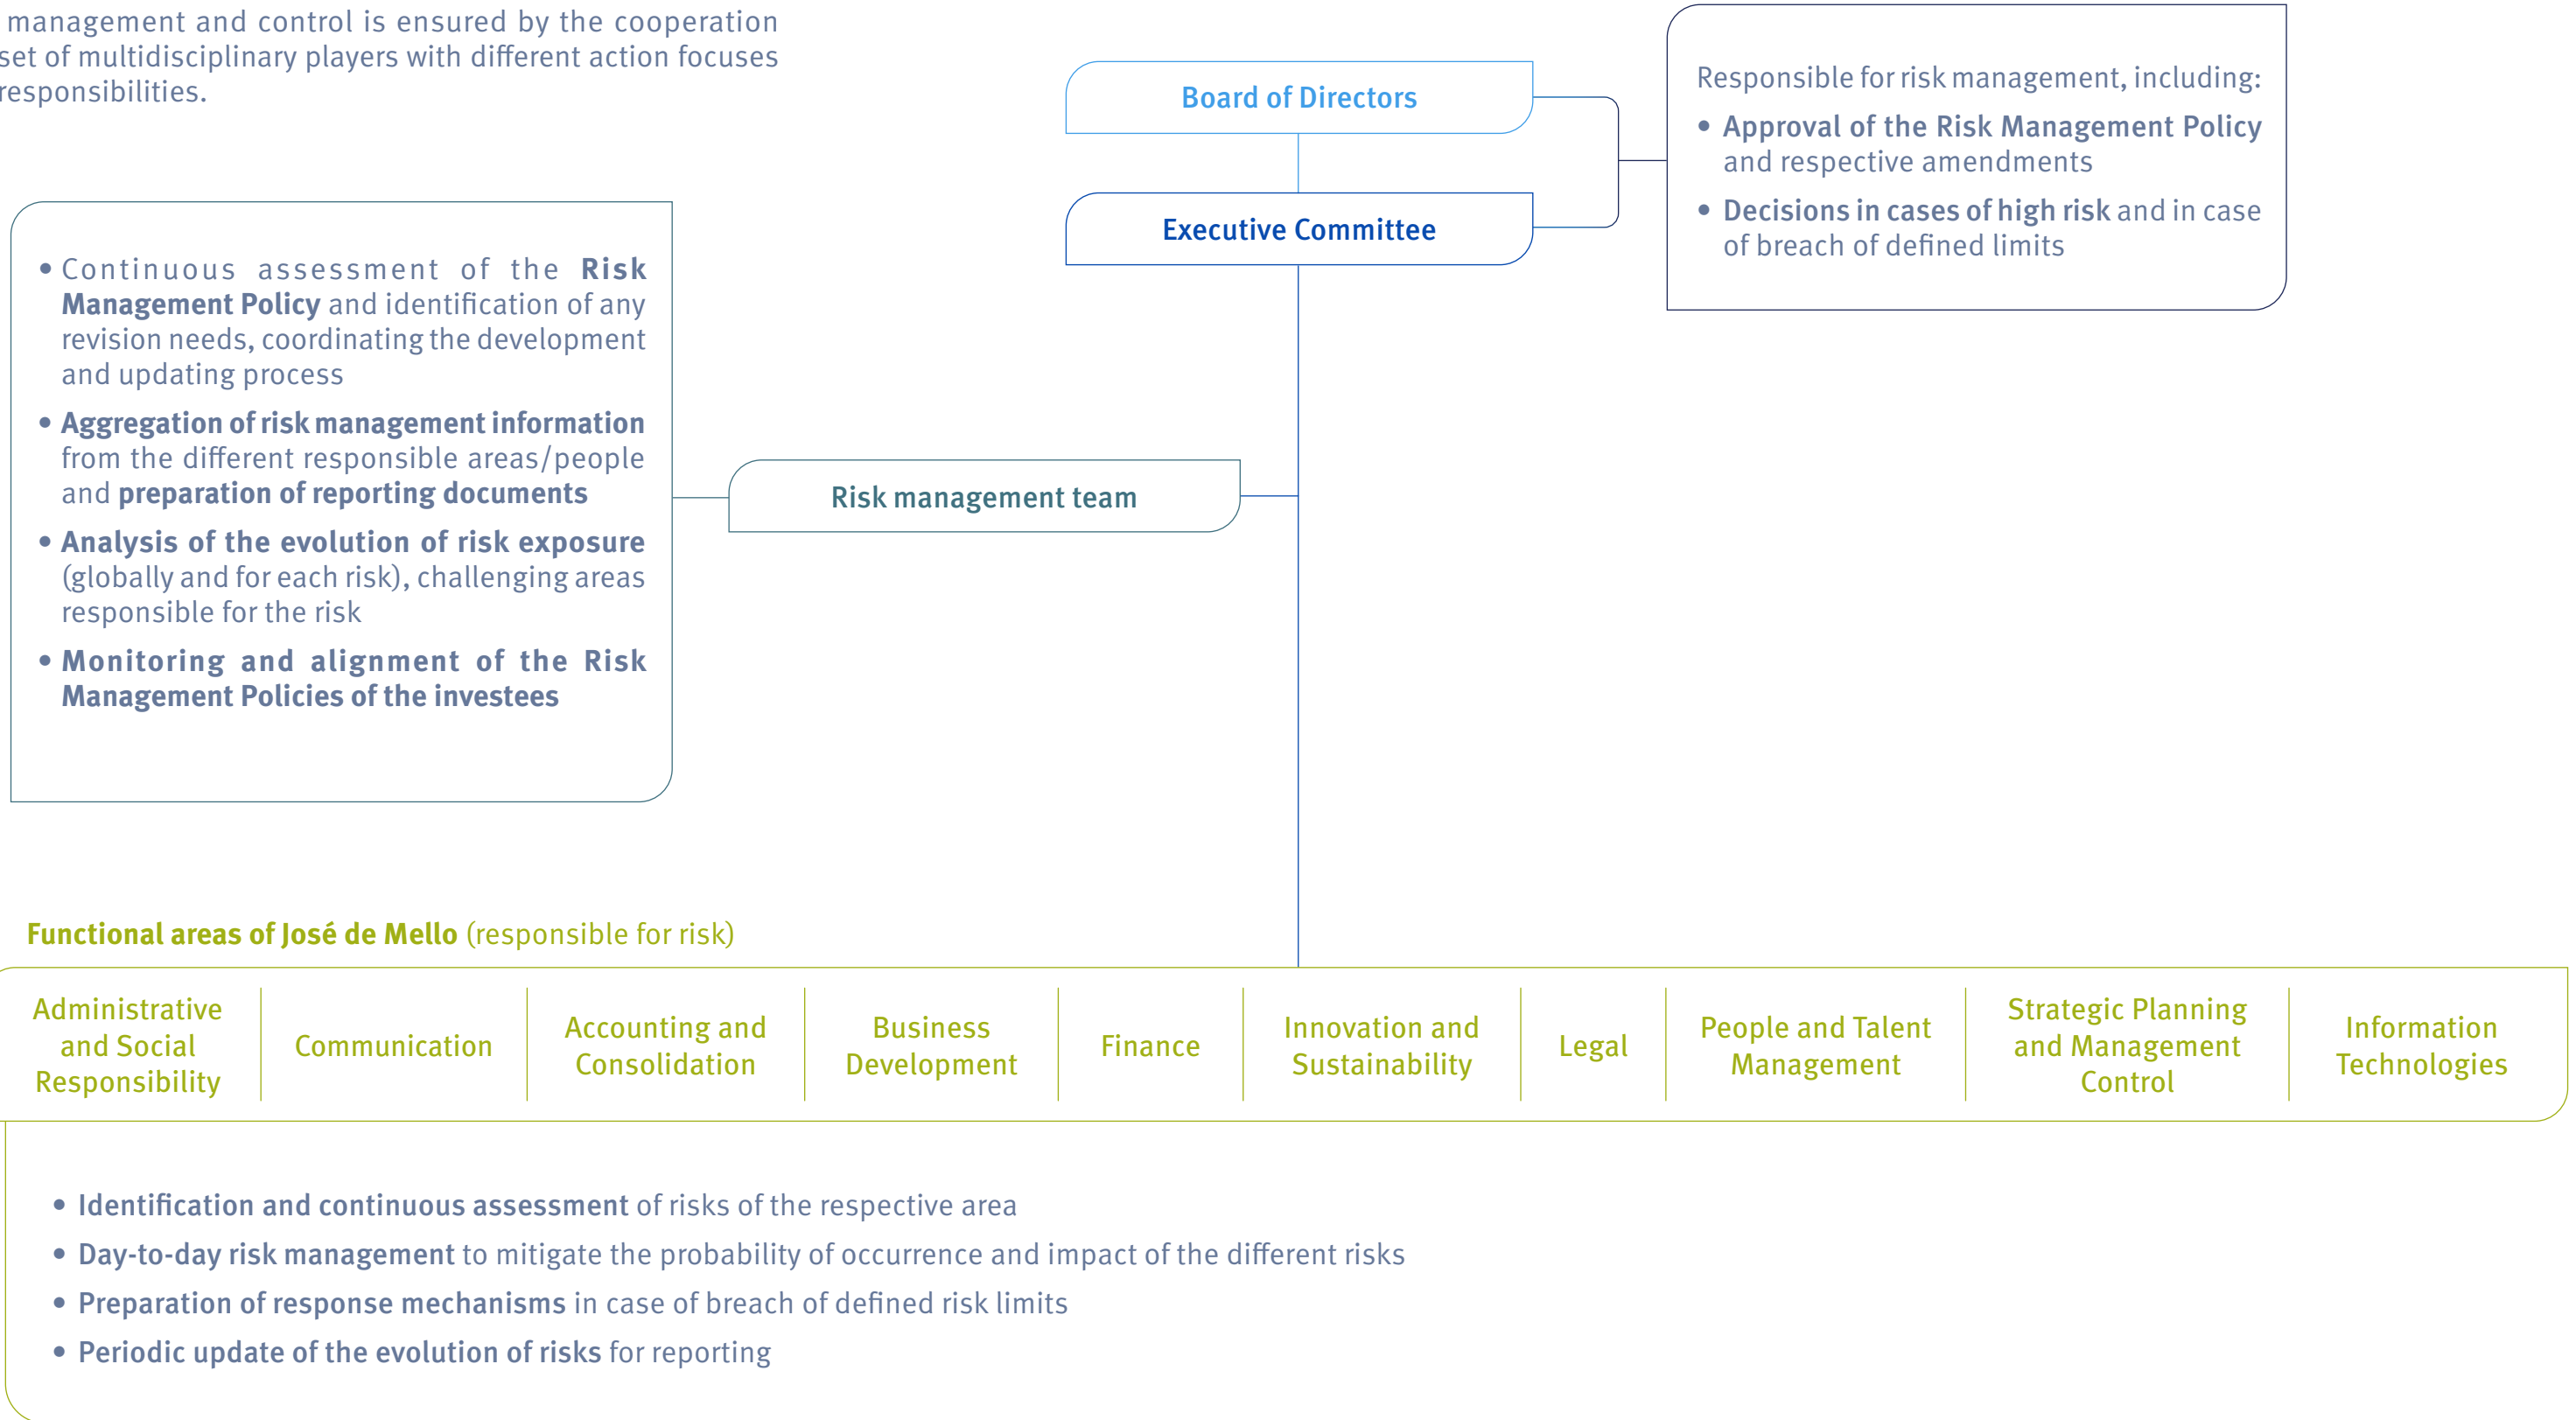 management and control is ensured by the cooperation
set of multidisciplinary players with different action focuses
responsibilities.
Board of Directors
Executive Committee
Responsible for risk management, including:
• Approval of the Risk Management Policy
and respective amendments
• Decisions in cases of high risk and in case
of breach of defined limits
• Continuous assessment of the Risk
Management Policy and identification of any
revision needs, coordinating the development
and updating process
• Aggregation of risk management information
from the different responsible areas/people
and preparation of reporting documents
• Analysis of the evolution of risk exposure
(globally and for each risk), challenging areas
responsible for the risk
• Monitoring and alignment of the Risk
Management Policies of the investees
Risk management team
Functional areas of José de Mello (responsible for risk)
Administrative
and Social
Responsibility
Communication
Accounting and
Consolidation
Business
Development
Finance
Innovation and
Sustainability
Legal
People and Talent
Management
Strategic Planning
and Management
Control
Information
Technologies
• Identification and continuous assessment of risks of the respective area
• Day-to-day risk management to mitigate the probability of occurrence and impact of the different risks
• Preparation of response mechanisms in case of breach of defined risk limits
• Periodic update of the evolution of risks for reporting